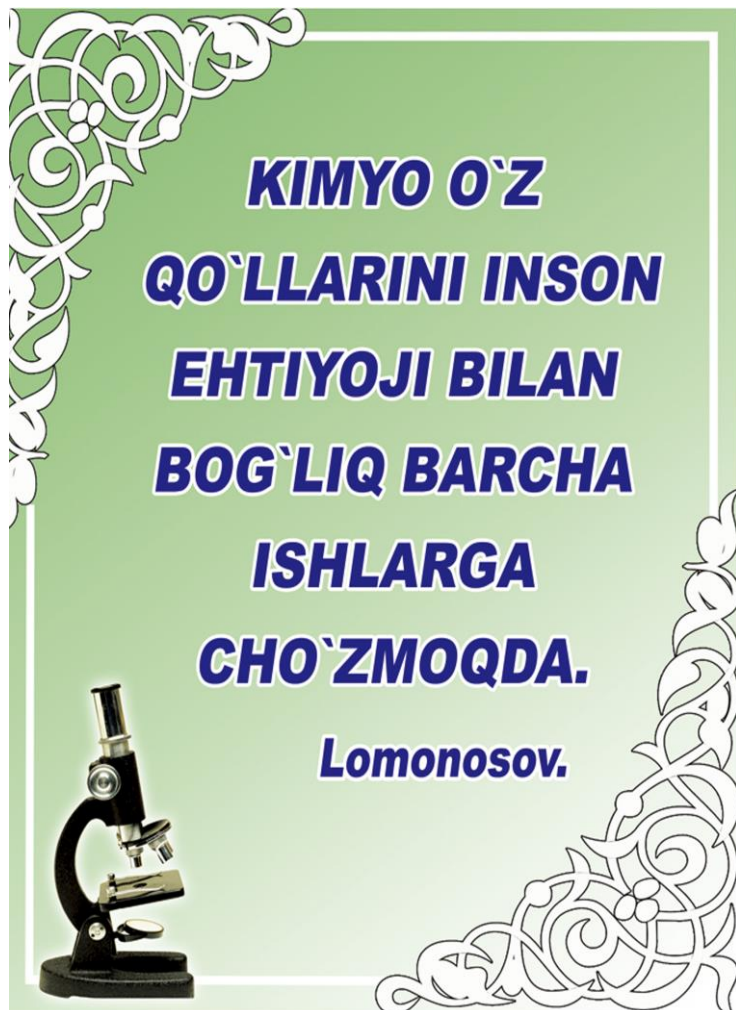 KIMYO O`Z
QO`LLARINI INSON
EHTIYOJI BILAN
BOG`LIQ BARCHA
ISHLARGA
CHO`ZMOQDA.
Lomonosov.